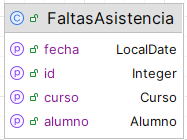 C FaltasAsistencia
p fecha LocalDate
p id Integer
p curso Curso
p alumno Alumno